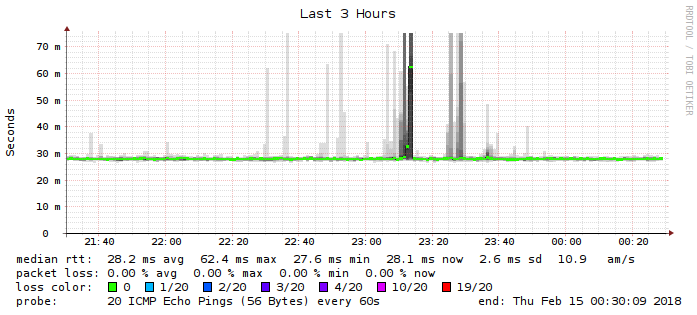 Last 3 Hours
RRDTOOL / TOBI OETIKER
Seconds
70 m
60 m
50 m
40 m
30 m
20 m
10 m
0
21:40 22:00 22:20 22:40 23:00 23:20 23:40 00:00 00:20
median rtt: 28.2 ms avg 62.4 ms max 27.6 ms min 28.1 ms now 2.6 ms sd 10.9 am/s
packet loss: 0.00 % avg 0.00 % max 0.00 % min 0.00 % now
loss color: 0 1/20 2/20 3/20 4/20 10/20 19/20
probe: 20 ICMP Echo Pings (56 Bytes) every 60s end: Thu Feb 15 00:30:09 2018